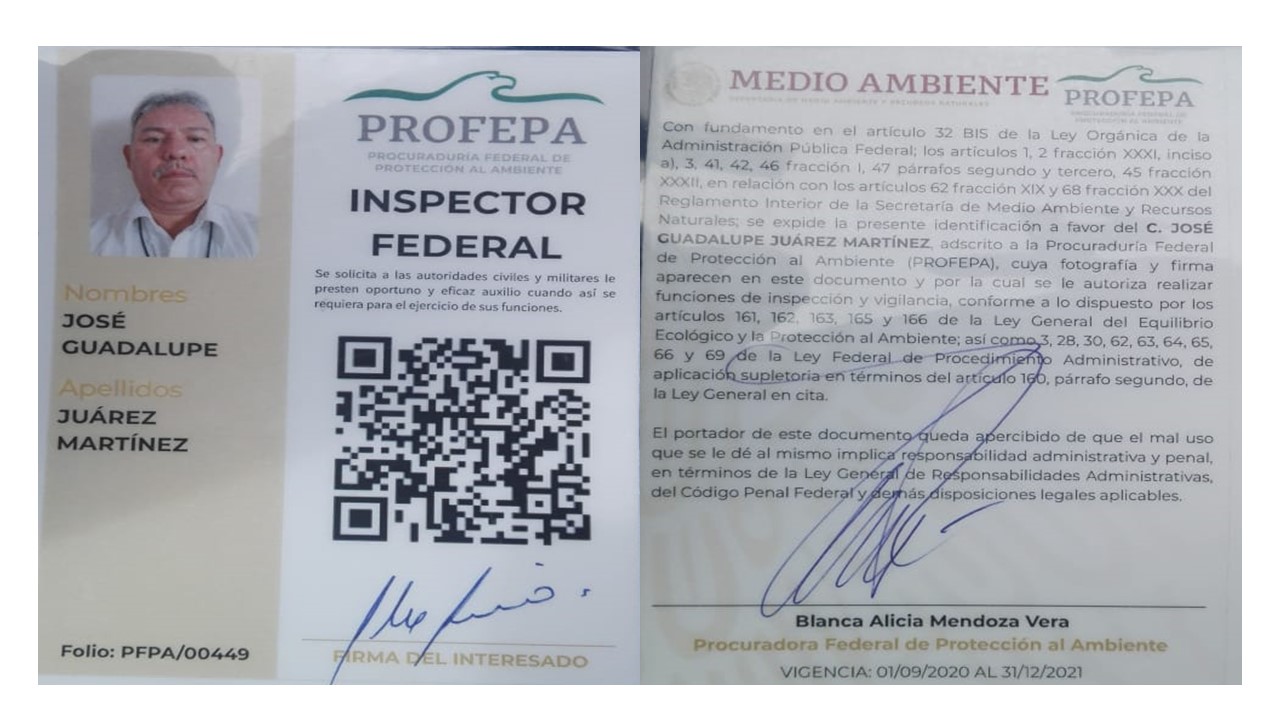 PROFEPA
PROCURADURÍA FEDERAL DE
PROTECCIÓN AL AMBIENTE
INSPECTOR
FEDERAL
Se solicita a las autoridades civiles y militares le
presten oportuno y eficaz auxilio cuando así se
requiera para el ejercicio de sus funciones.
Nombres
JOSÉ
GUADALUPE
Apellidos
JUÁREZ
MARTÍNEZ
Folio: PFPA/00449
FIRMA DEL INTERESADO
MEDIO AMBIENTE
SECRETARÍA DE MEDIO AMBIENTE Y RECURSOS NATURALES
PROFEPA
PROCURADURÍA FEDERAL DE
PROTECCIÓN AL AMBIENTE
Con fundamento en el artículo 32 BIS de la Ley Orgánica de la
Administración Pública Federal; los artículos 1, 2 fracción XXXI, inciso
a), 3, 41, 42, 46 fracción I, 47 párrafos segundo y tercero, 45 fracción
XXXII, en relación con los artículos 62 fracción XIX y 68 fracción XXX del
Reglamento Interior de la Secretaría de Medio Ambiente y Recursos
Naturales; se expide la presente identificación a favor del C. JOSÉ
GUADALUPE JUÁREZ MARTÍNEZ, adscrito a la Procuraduría Federal
de Protección al Ambiente (PROFEPA), cuya fotografía y firma
aparecen en este documento y por la cual se le autoriza realizar
funciones de inspección y vigilancia, conforme a lo dispuesto por los
artículos 161, 162, 163, 165 y 166 de la Ley General del Equilibrio
Ecológico y la Protección al Ambiente; así como 3, 28, 30, 62, 63, 64, 65,
66 y 69 de la Ley Federal de Procedimiento Administrativo, de
aplicación supletoria en términos del artículo 160, párrafo segundo, de
la Ley General en cita.
El portador de este documento queda apercibido de que el mal uso
que se le dé al mismo implica responsabilidad administrativa y penal,
en términos de la Ley General de Responsabilidades Administrativas,
del Código Penal Federal y demás disposiciones legales aplicables.
Blanca Alicia Mendoza Vera
Procuradora Federal de Protección al Ambiente
VIGENCIA: 01/09/2020 AL 31/12/2021